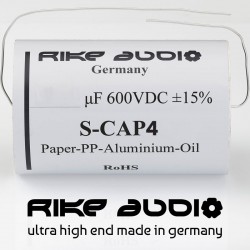 RIKE AUDIO
Germany
µF 600VDC ±15%
S-CAP4
Paper-PP-Aluminium-Oil
RoHS
RIKE AUDIO
ultra high end made in germany